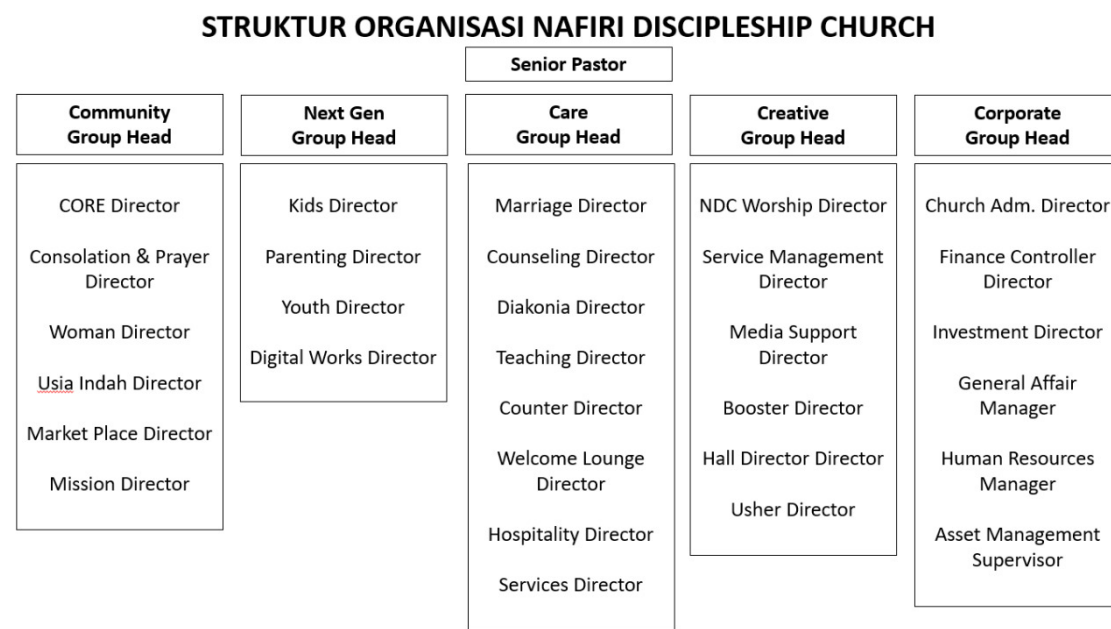 STRUKTUR ORGANISASI NAFIRI DISCIPLESHIP CHURCH
Senior Pastor
Community
Group Head
CORE Director
Consolation & Prayer
Director
Woman Director
Usia Indah Director
Market Place Director
Mission Director
Next Gen
Group Head
Kids Director
Parenting Director
Youth Director
Digital Works Director
Care
Group Head
Marriage Director
Counseling Director
Diakonia Director
Teaching Director
Counter Director
Welcome Lounge
Director
Hospitality Director
Services Director
Creative
Group Head
NDC Worship Director
Service Management
Director
Media Support
Director
Booster Director
Hall Director Director
Usher Director
Corporate
Group Head
Church Adm. Director
Finance Controller
Director
Investment Director
General Affair
Manager
Human Resources
Manager
Asset Management
Supervisor